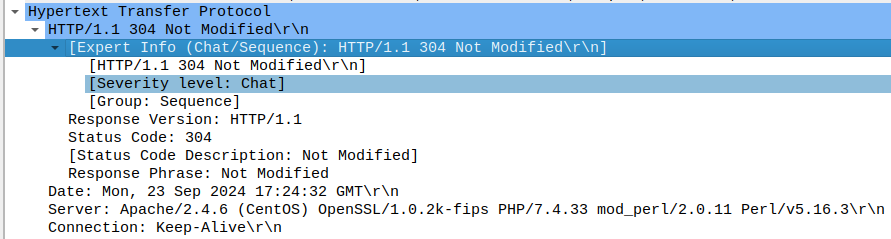 Hypertext Transfer Protocol
HTTP/1.1 304 Not Modified\r\n
[Expert Info (Chat/Sequence): HTTP/1.1 304 Not Modified\r\n]
[HTTP/1.1 304 Not Modified\r\n]
[Severity level: Chat]
[Group: Sequence]
Response Version: HTTP/1.1
Status Code: 304
[Status Code Description: Not Modified]
Response Phrase: Not Modified
Date: Mon, 23 Sep 2024 17:24:32 GMT\r\n
Server: Apache/2.4.6 (CentOS) OpenSSL/1.0.2k-fips PHP/7.4.33 mod_perl/2.0.11 Perl/v5.16.3\r\n
Connection: Keep-Alive\r\n